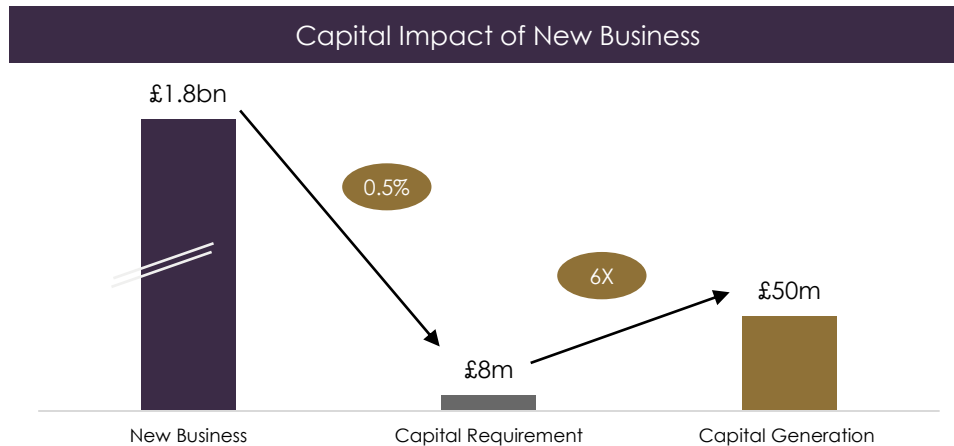 Capital Impact of New Business
£1.8bn
0.5%
6X
£50m
£8m
New Business
Capital Requirement
Capital Generation